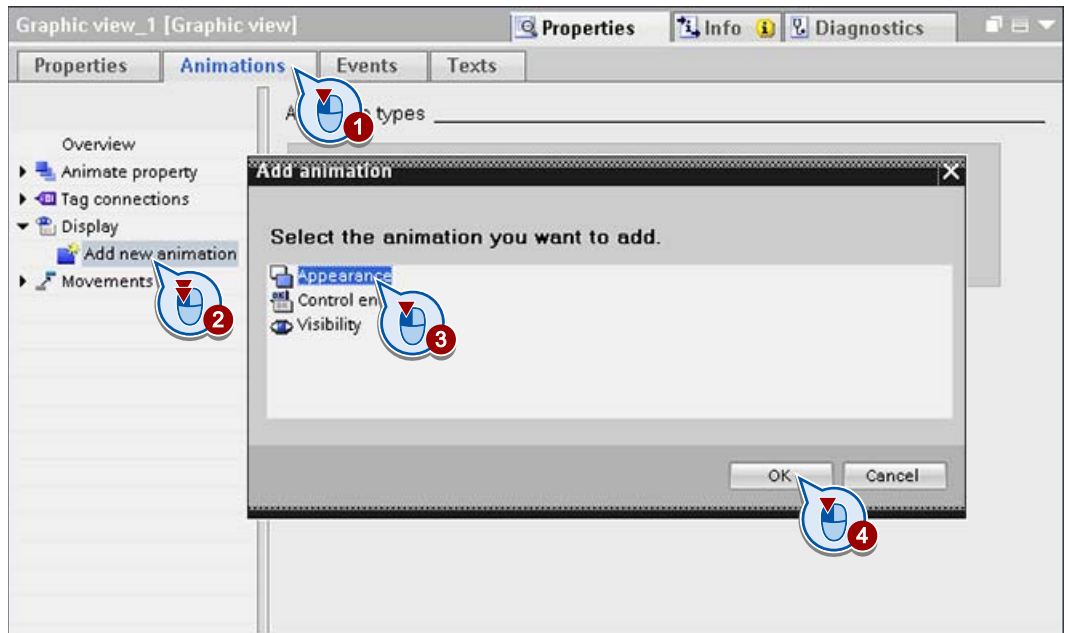 Graphic view_1 [Graphic view]
Properties
Info
Diagnostics
Properties
Animations
Events
Texts
types
1
Overview
Animate property
Tag connections
Display
Add new animation
Movements
2
Add animation
Select the animation you want to add.
Appearance
Control
Visibility
3
OK
Cancel
4